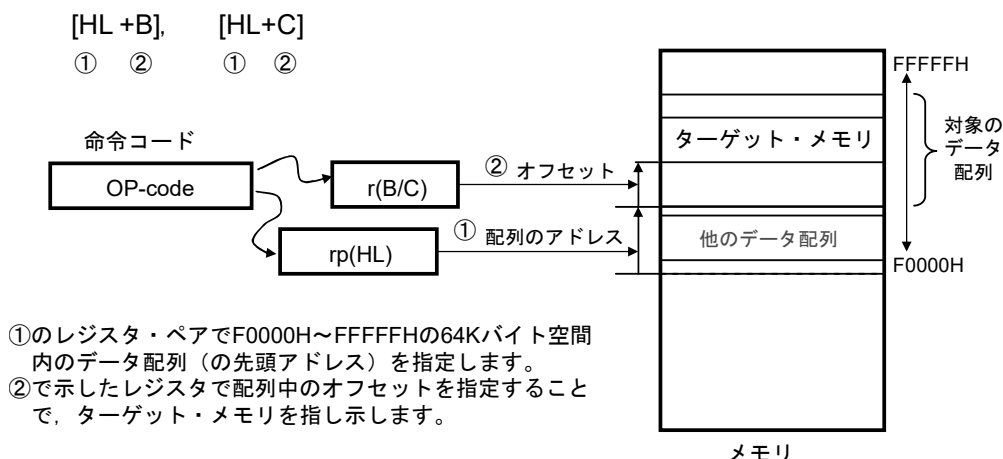 [HL +B],　[HL+C]
①　②　①　②
命令コード
OP-code
r(B/C)
② オフセット
rp(HL)
① 配列のアドレス
FFFFFH
ターゲット・メモリ
対象の
データ
配列
他のデータ配列
F0000H
メモリ
①のレジスタ・ペアでF0000H～FFFFFHの64Kバイト空間
内のデータ配列（の先頭アドレス）を指定します。
②で示したレジスタで配列中のオフセットを指定すること
で，ターゲット・メモリを指し示します。